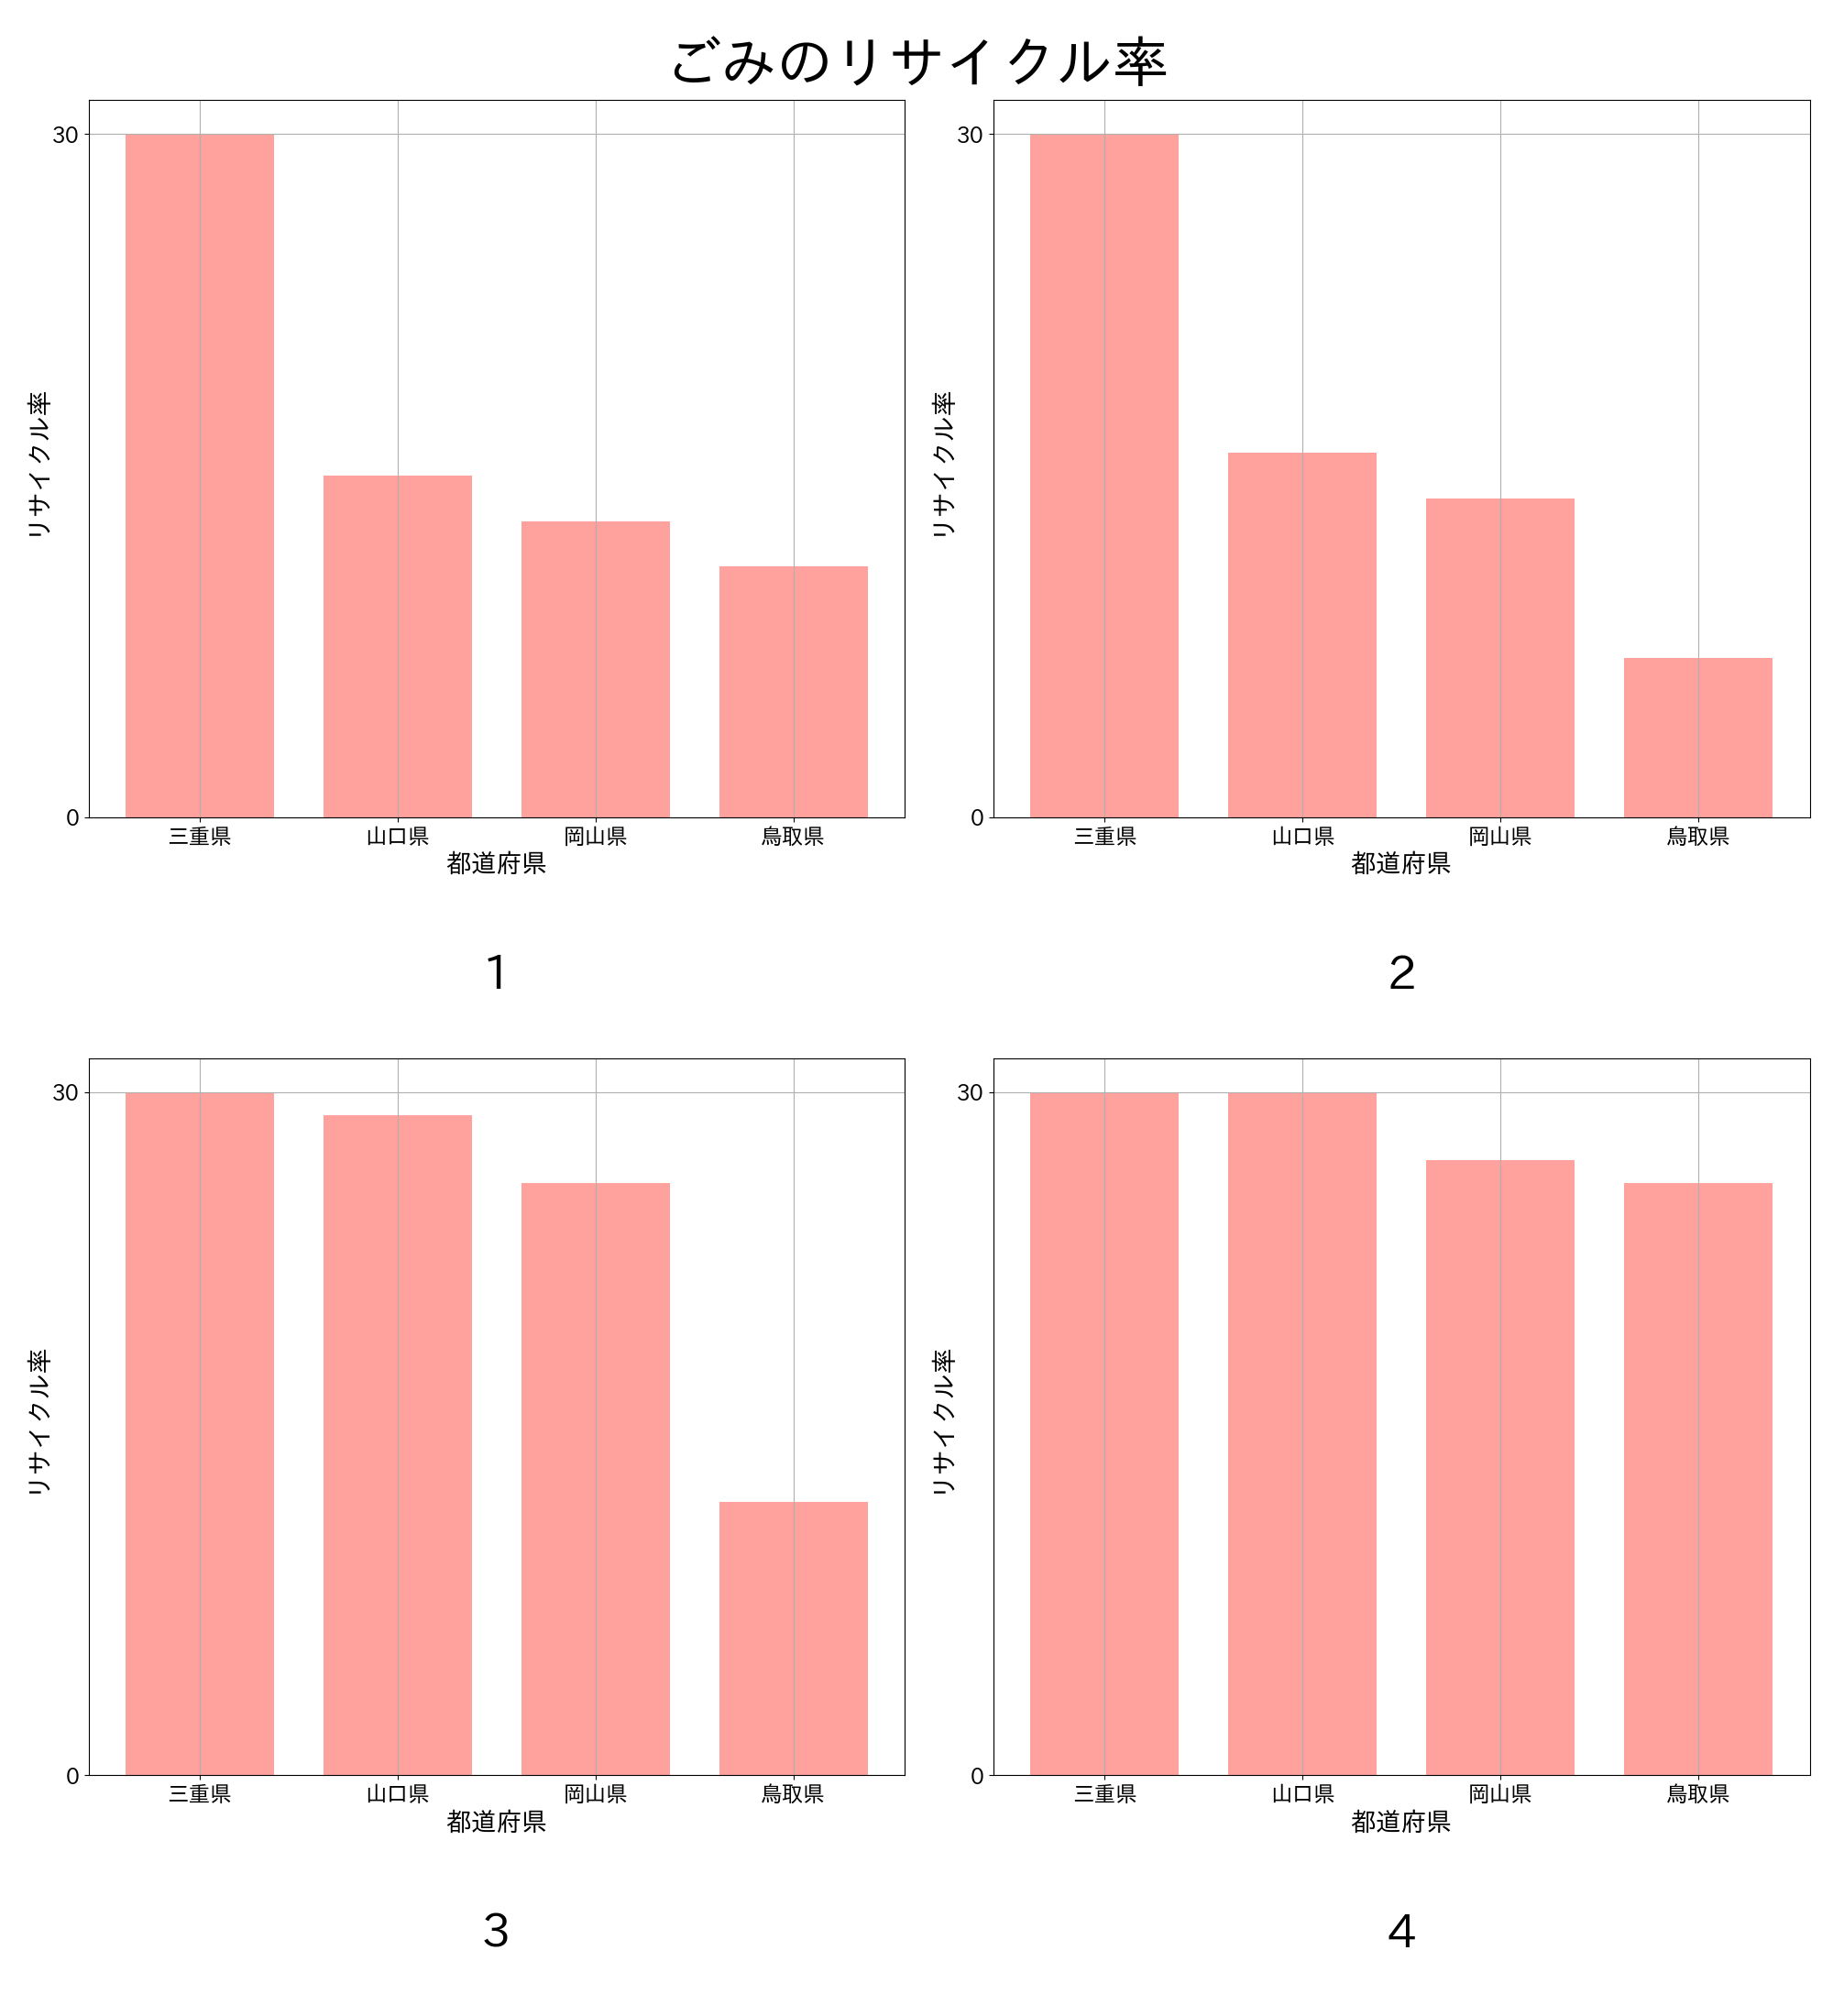 ごみのリサイクル率
30
0
リサイクル率
三重県 山口県 岡山県 鳥取県
都道府県
1
30
0
リサイクル率
三重県 山口県 岡山県 鳥取県
都道府県
2
30
0
リサイクル率
三重県 山口県 岡山県 鳥取県
都道府県
3
30
0
リサイクル率
三重県 山口県 岡山県 鳥取県
都道府県
4